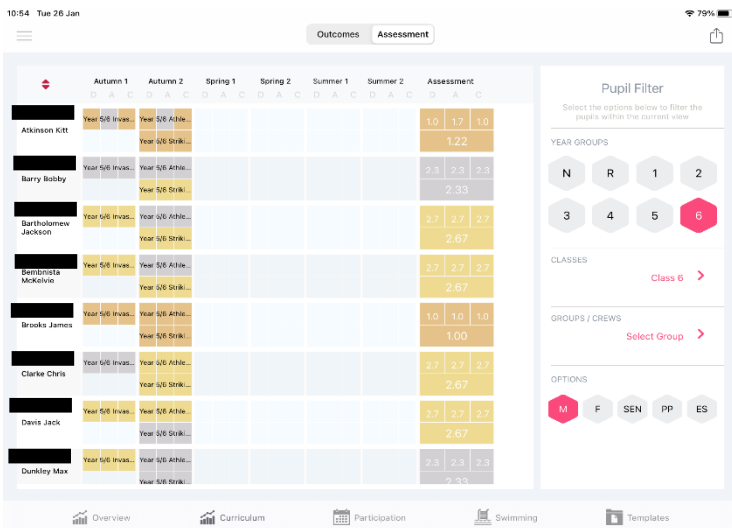 10:54 Tue 26 Jan
79%
Outcomes Assessment
Autumn 1 Autumn 2 Spring 1 Spring 2 Summer 1 Summer 2 Assessment
D A C D A C D A C D A C D A C D A C D A C
Atkinson Kitt
Year 5/6 Invas... Year 5/6 Athle... 1.0 1.7 1.0
Year 5/6 Striki... 1.22
Barry Bobby
Year 5/6 Invas... Year 5/6 Athle... 2.3 2.3 2.3
Year 5/6 Striki... 2.33
Bartholomew
Jackson
Year 5/6 Invas... Year 5/6 Athle... 2.7 2.7 2.7
Year 5/6 Striki... 2.67
Bembnista
McKelvie
Year 5/6 Invas... Year 5/6 Athle... 2.7 2.7 2.7
Year 5/6 Striki... 2.67
Brooks James
Year 5/6 Invas... Year 5/6 Athle... 1.0 1.0 1.0
Year 5/6 Striki... 1.00
Clarke Chris
Year 5/6 Invas... Year 5/6 Athle... 2.7 2.7 2.7
Year 5/6 Striki... 2.67
Davis Jack
Year 5/6 Invas... Year 5/6 Athle... 2.7 2.7 2.7
Year 5/6 Striki... 2.67
Dunkley Max
Year 5/6 Invas... Year 5/6 Athle... 2.3 2.3 2.3
Year 5/6 Striki... 2.33
Pupil Filter
Select the options below to filter the
pupils within the current view
YEAR GROUPS
N R 1 2
3 4 5 6
CLASSES
Class 6
GROUPS / CREWS
Select Group
OPTIONS
M F SEN PP ES
Overview Curriculum Participation Swimming Templates